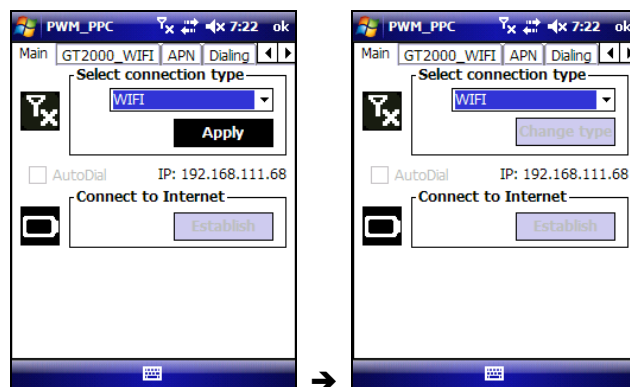 PWM_PPC 7:22 ok
Main GT2000_WIFI APN Dialing
Select connection type
WIFI
Apply
AutoDial IP: 192.168.111.68
Connect to Internet
Establish
➔
PWM_PPC 7:22 ok
Main GT2000_WIFI APN Dialing
Select connection type
WIFI
Change type
AutoDial IP: 192.168.111.68
Connect to Internet
Establish